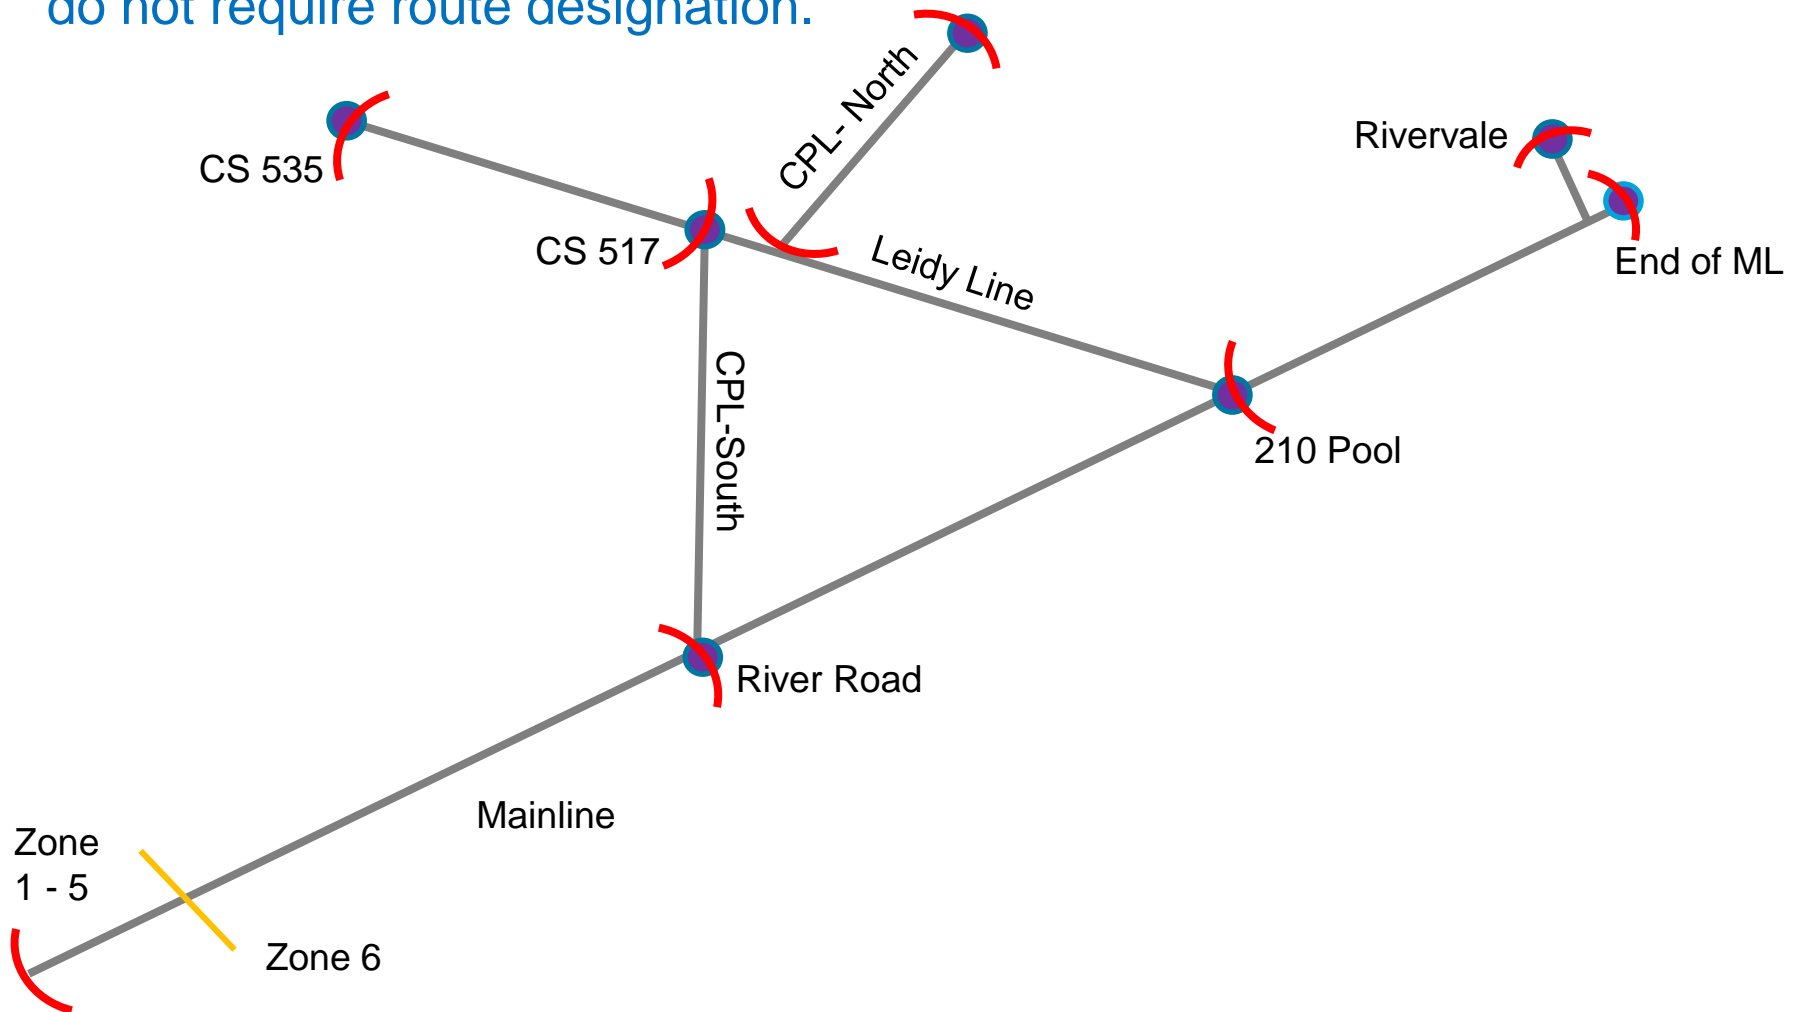 do not require route designation.
CPL- North
Rivervale
CS 535
CS 517
Leidy Line
End of ML
CPL-South
210 Pool
River Road
Mainline
Zone
1 - 5
Zone 6